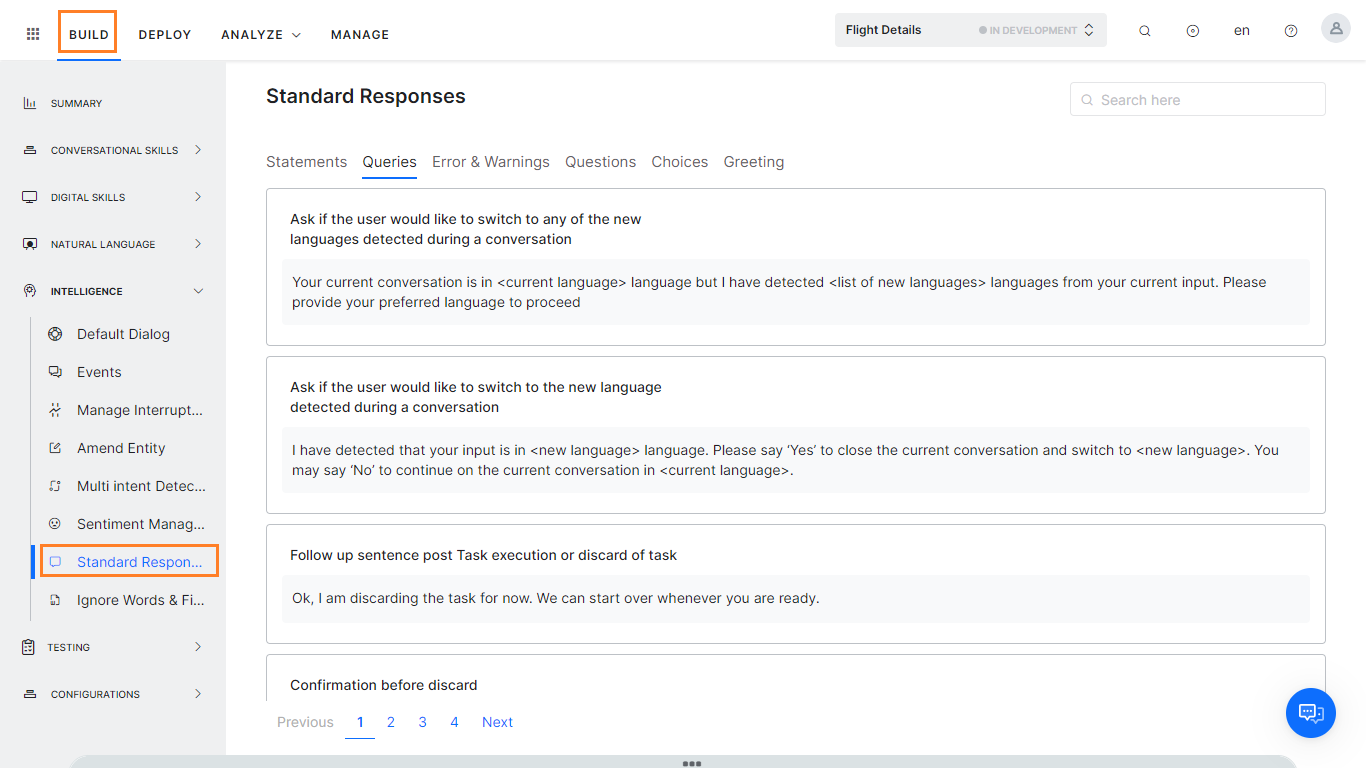 BUILD DEPLOY ANALYZE MANAGE Flight Details IN DEVELOPMENT en
SUMMARY
CONVERSATIONAL SKILLS
DIGITAL SKILLS
NATURAL LANGUAGE
INTELLIGENCE
Default Dialog
Events
Manage Interrupt...
Amend Entity
Multi intent Detec...
Sentiment Manag...
Standard Respon...
Ignore Words & Fi...
TESTING
CONFIGURATIONS
Standard Responses
Search here
Statements Queries Error & Warnings Questions Choices Greeting
Ask if the user would like to switch to any of the new
languages detected during a conversation
Your current conversation is in <current language> language but I have detected <list of new languages> languages from your current input. Please
provide your preferred language to proceed
Ask if the user would like to switch to the new language
detected during a conversation
I have detected that your input is in <new language> language. Please say ‘Yes’ to close the current conversation and switch to <new language>. You
may say ‘No’ to continue on the current conversation in <current language>.
Follow up sentence post Task execution or discard of task
Ok, I am discarding the task for now. We can start over whenever you are ready.
Confirmation before discard
Previous 1 2 3 4 Next